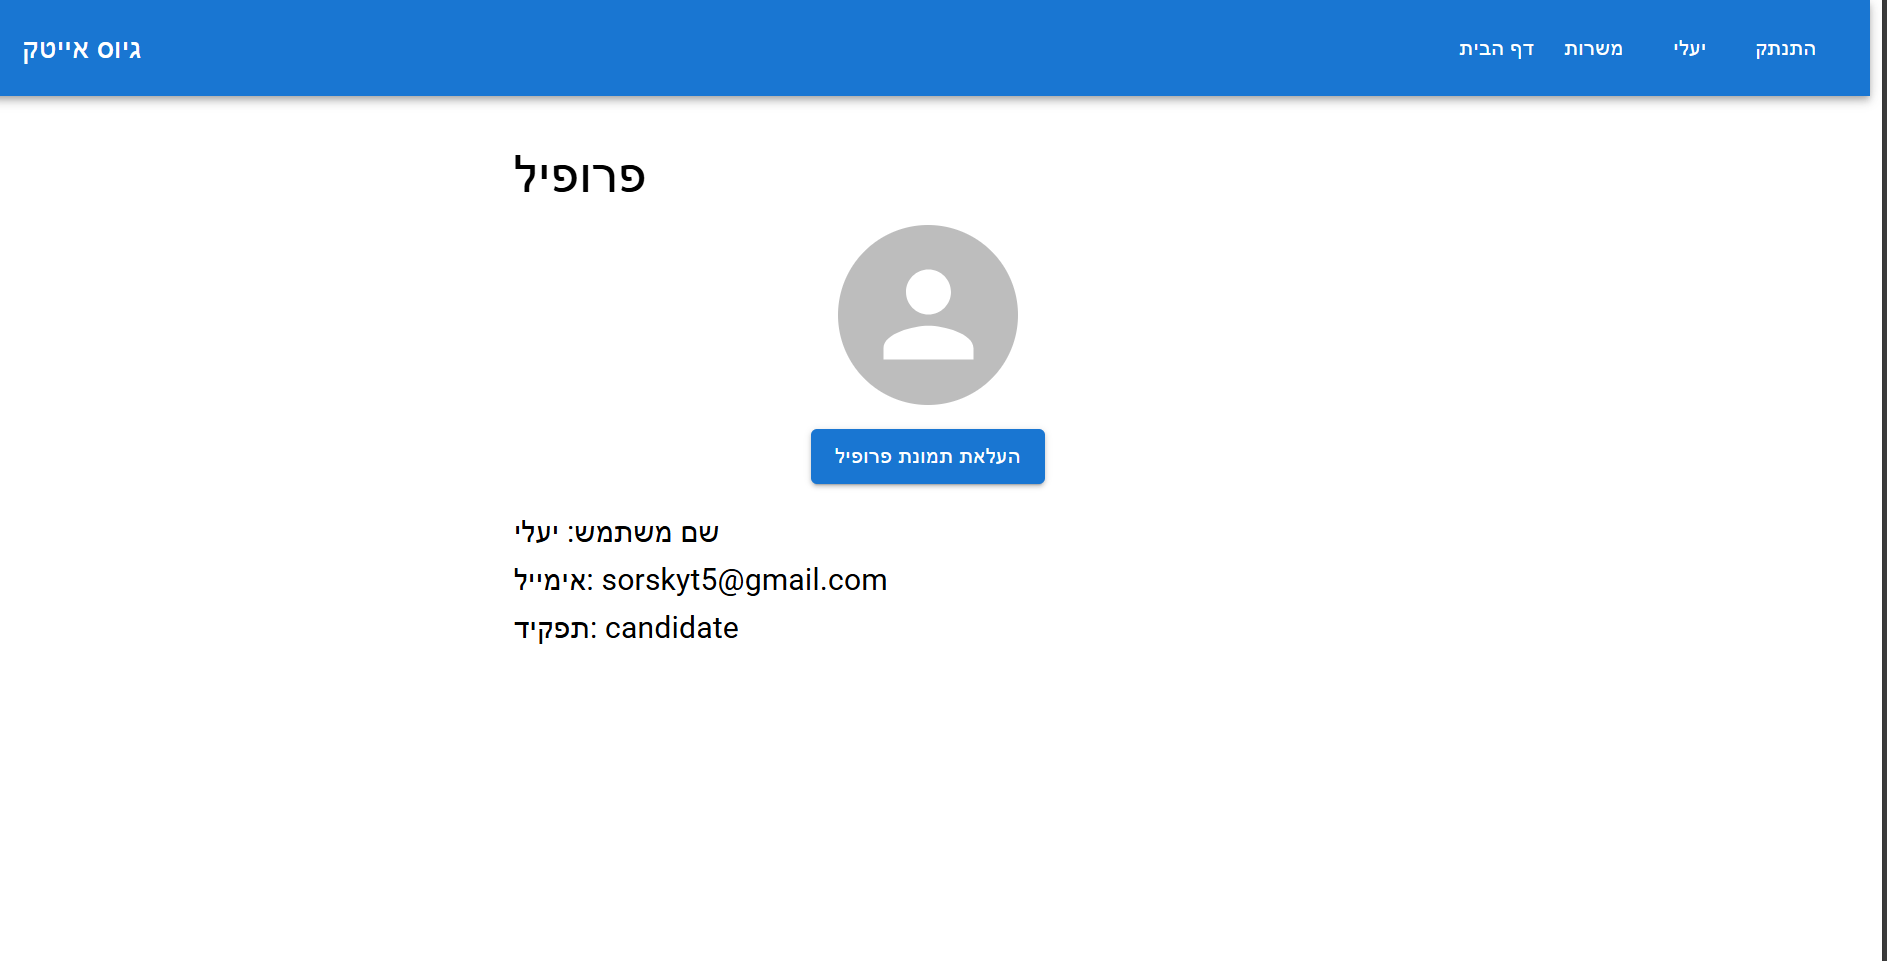 גיוס אייטק
דף הבית
משרות
יעלי
התנתק
פרופיל
העלאת תמונת פרופיל
שם משתמש: יעלי
אימייל: sorskyt5@gmail.com
תפקיד: candidate